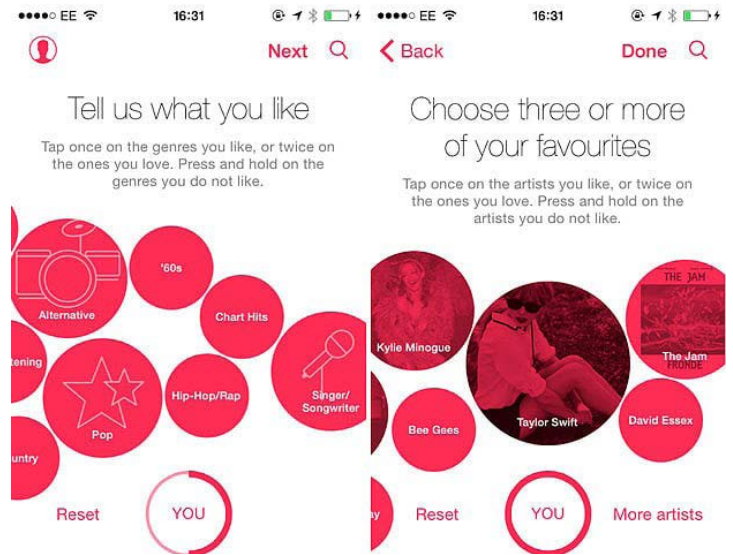 EE 16:31
Next
Tell us what you like
Tap once on the genres you like, or twice on
the ones you love. Press and hold on the
genres you do not like.
'60s
Alternative
Chart Hits
tening
Hip-Hop/Rap
Singer/
Songwriter
Pop
untry
Reset
YOU
EE 16:31
Back
Done
Choose three or more
of your favourites
Tap once on the artists you like, or twice on
the ones you love. Press and hold on the
artists you do not like.
THE JAM
Kylie Minogue
The Jam
FRONDE
Taylor Swift
David Essex
Bee Gees
ay
Reset
YOU
More artists